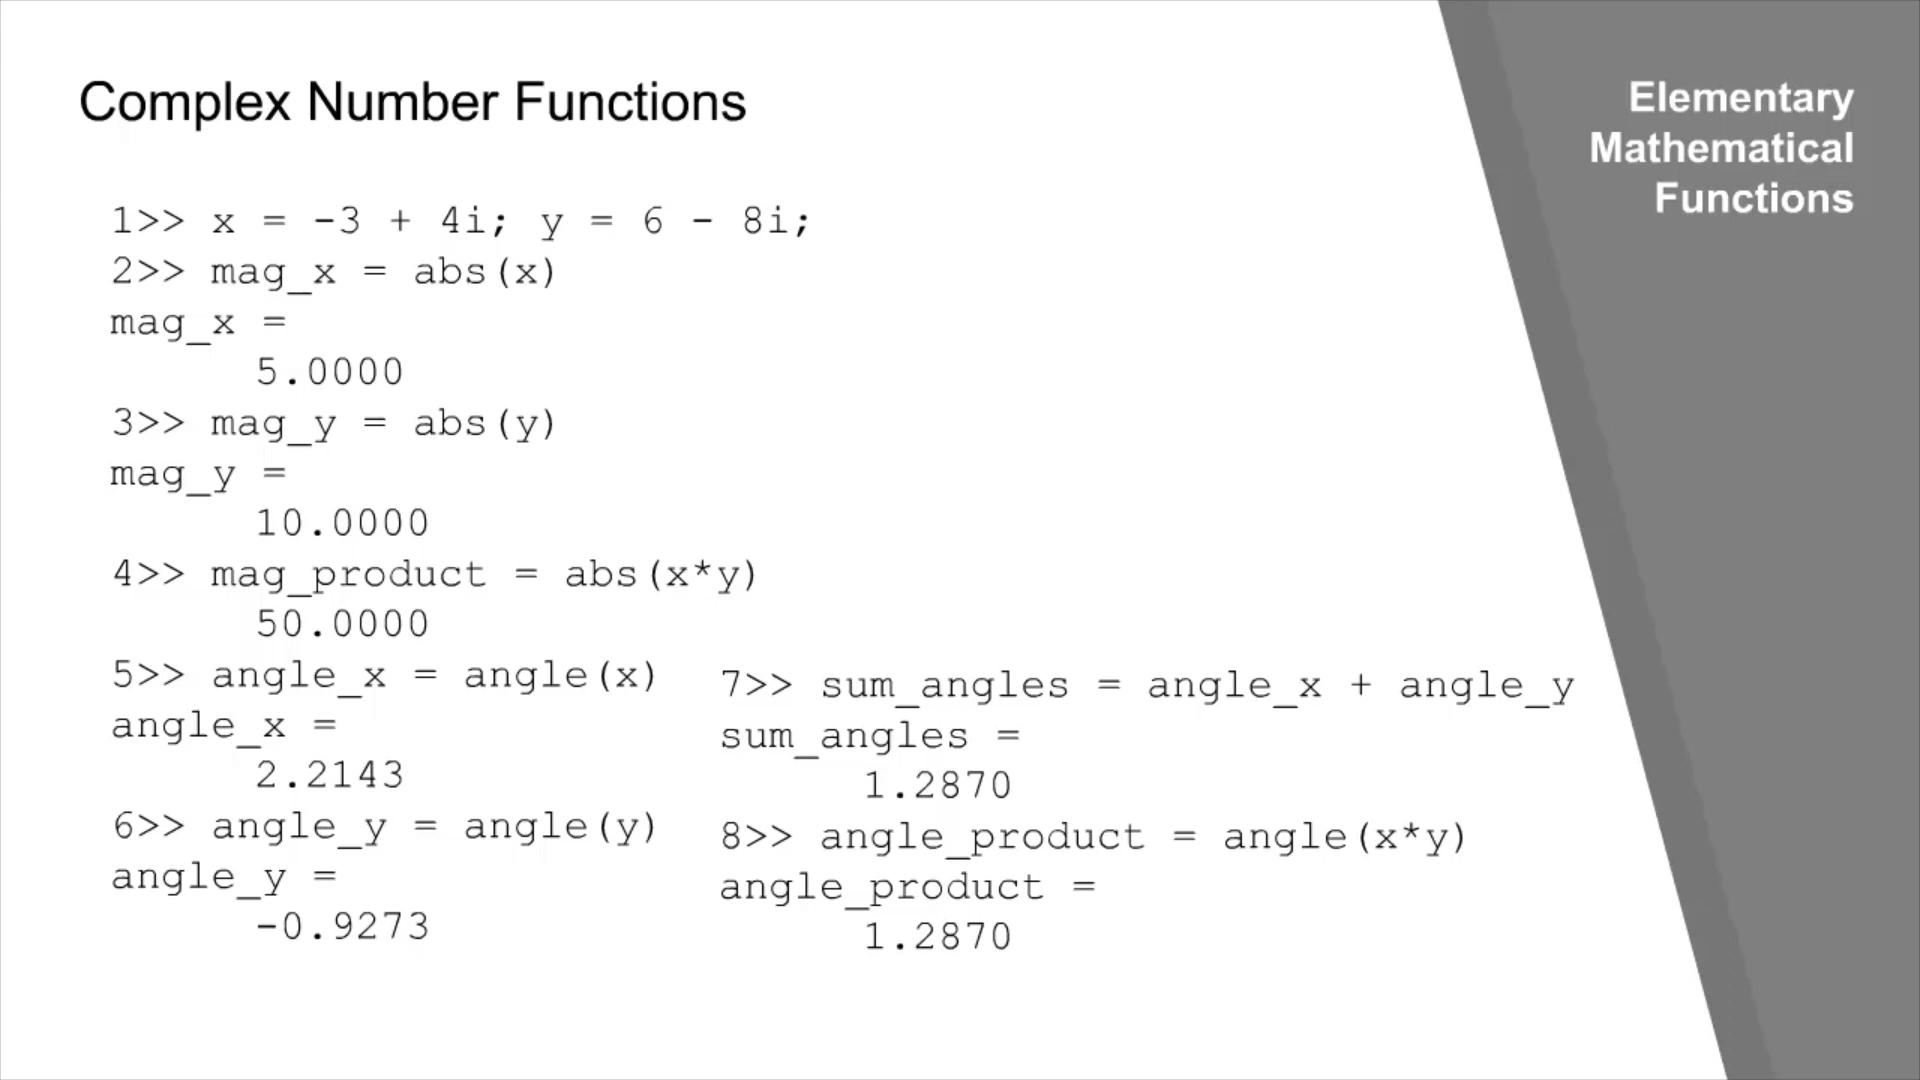 Complex Number Functions
Elementary
Mathematical
Functions
1>> x = -3 + 4i; y = 6 - 8i;
2>> mag_x = abs(x)
mag_x =
5.0000
3>> mag_y = abs(y)
mag_y =
10.0000
4>> mag_product = abs(x*y)
50.0000
5>> angle_x = angle(x)
angle_x =
2.2143
6>> angle_y = angle(y)
angle_y =
-0.9273
7>> sum_angles = angle_x + angle_y
sum_angles =
1.2870
8>> angle_product = angle(x*y)
angle_product =
1.2870